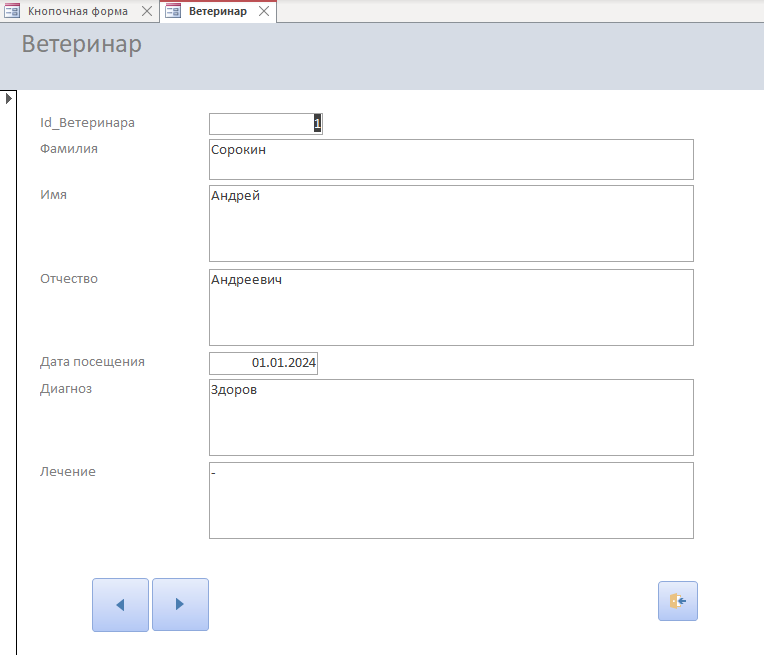 Кнопочная форма
Ветеринар
Ветеринар
Id_Ветеринара 1
Фамилия Сорокин
Имя Андрей
Отчество Андреевич
Дата посещения 01.01.2024
Диагноз Здоров
Лечение -